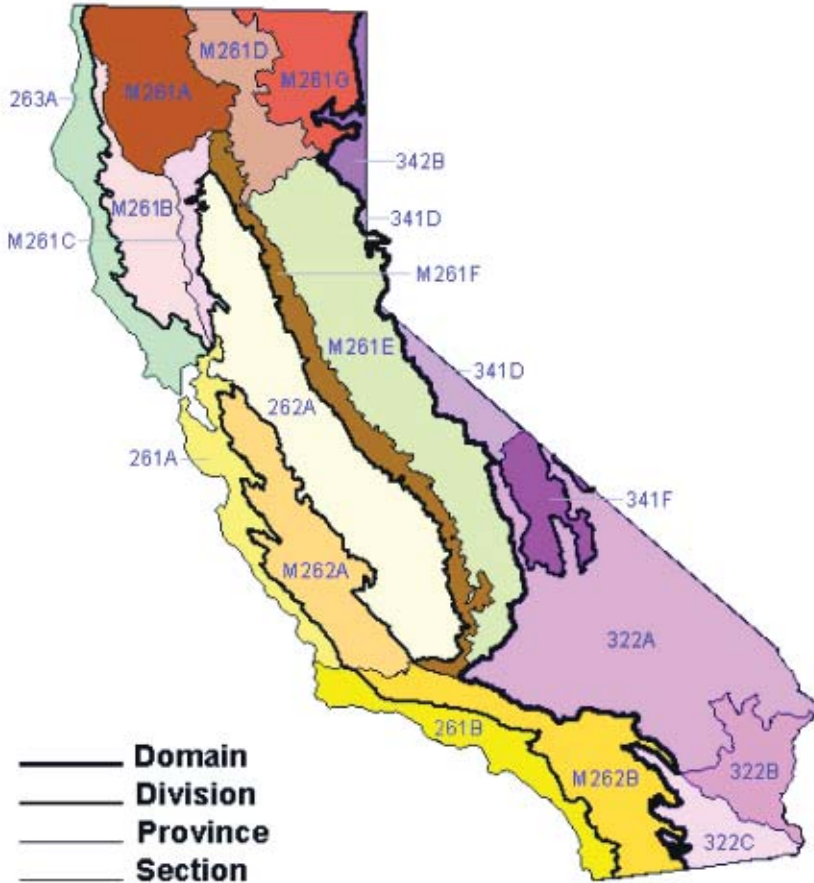 M261D
M261G
M261A
263A
342B
M261B
341D
M261C
M261F
M261E
341D
262A
261A
341F
M262A
322A
261B
Domain
M262B
322B
Division
Province
322C
Section